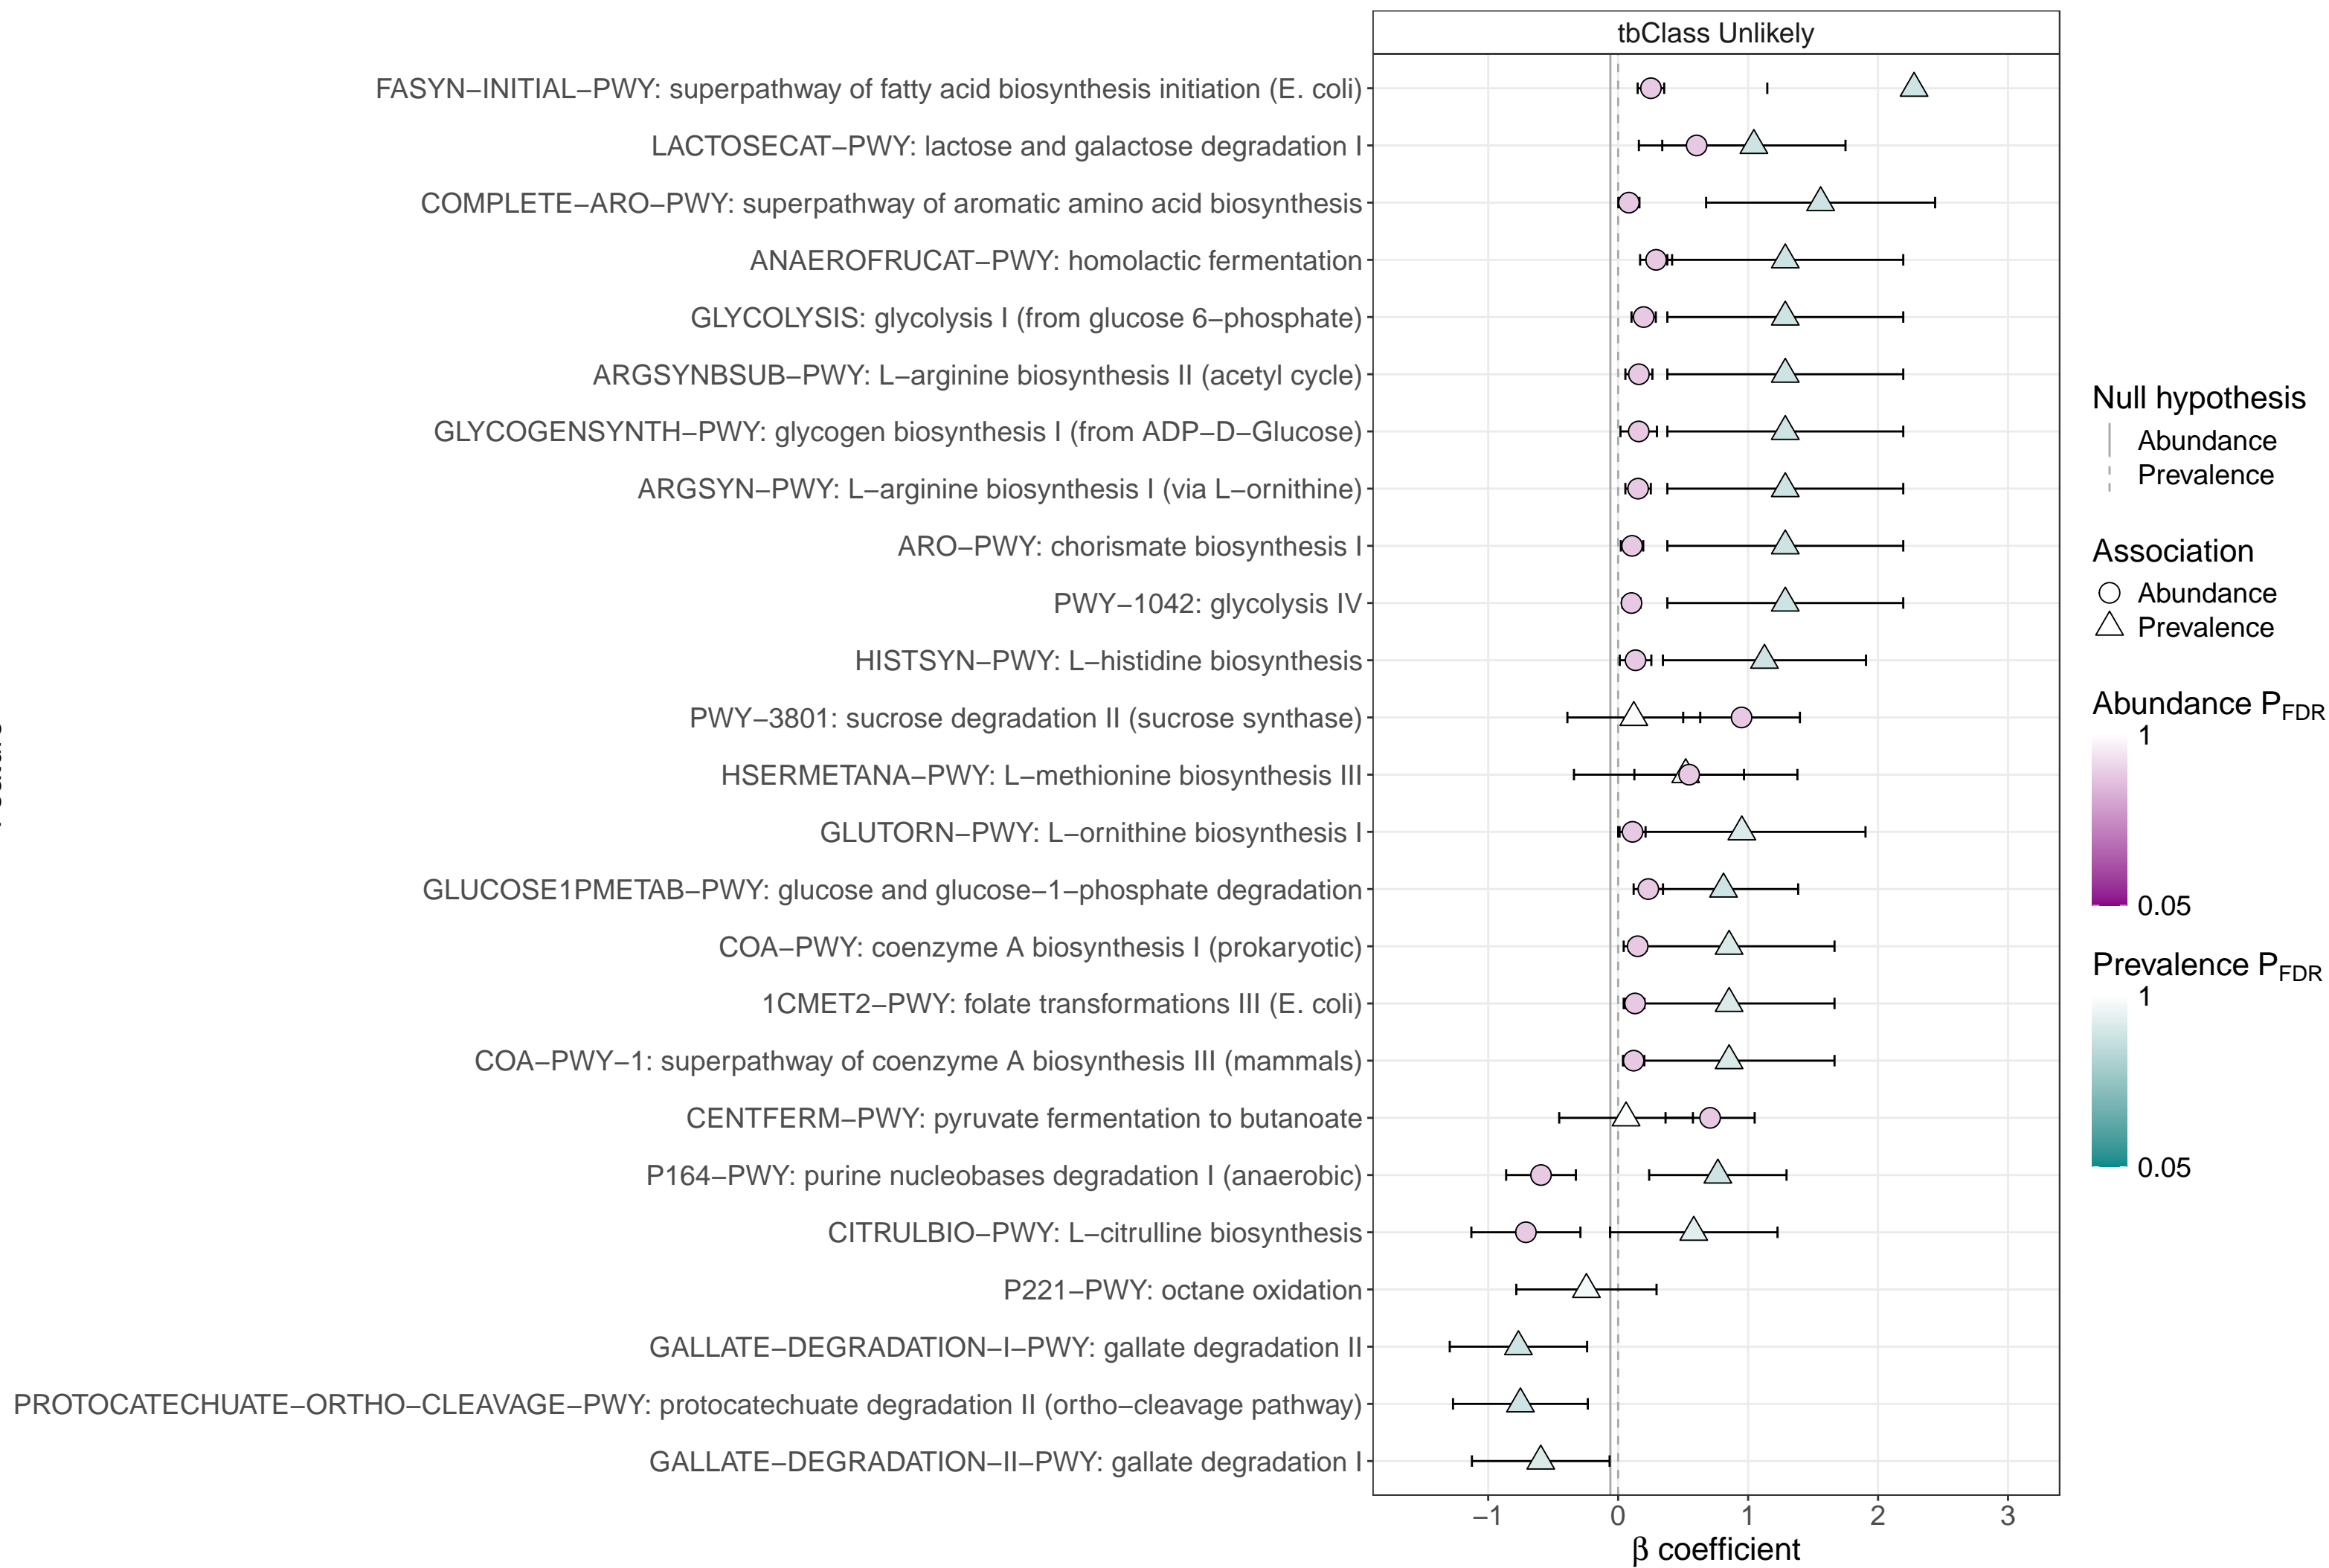 tbClass Unlikely
FASYN−INITIAL−PWY: superpathway of fatty acid biosynthesis initiation (E. coli)
LACTOSECAT−PWY: lactose and galactose degradation I
COMPLETE−ARO−PWY: superpathway of aromatic amino acid biosynthesis
ANAEROFRUCAT−PWY: homolactic fermentation
GLYCOLYSIS: glycolysis I (from glucose 6−phosphate)
ARGSYNBSUB−PWY: L−arginine biosynthesis II (acetyl cycle)
GLYCOGENSYNTH−PWY: glycogen biosynthesis I (from ADP−D−Glucose)
ARGSYN−PWY: L−arginine biosynthesis I (via L−ornithine)
ARO−PWY: chorismate biosynthesis I
PWY−1042: glycolysis IV
HISTSYN−PWY: L−histidine biosynthesis
PWY−3801: sucrose degradation II (sucrose synthase)
HSERMETANA−PWY: L−methionine biosynthesis III
GLUTORN−PWY: L−ornithine biosynthesis I
GLUCOSE1PMETAB−PWY: glucose and glucose−1−phosphate degradation
COA−PWY: coenzyme A biosynthesis I (prokaryotic)
1CMET2−PWY: folate transformations III (E. coli)
COA−PWY−1: superpathway of coenzyme A biosynthesis III (mammals)
CENTFERM−PWY: pyruvate fermentation to butanoate
P164−PWY: purine nucleobases degradation I (anaerobic)
CITRULBIO−PWY: L−citrulline biosynthesis
P221−PWY: octane oxidation
GALLATE−DEGRADATION−I−PWY: gallate degradation II
PROTOCATECHUATE−ORTHO−CLEAVAGE−PWY: protocatechuate degradation II (ortho−cleavage pathway)
GALLATE−DEGRADATION−II−PWY: gallate degradation I
−1 0 1 2 3
β coefficient
Null hypothesis
Abundance
Prevalence
Association
Abundance
Prevalence
Abundance P_FDR
1
0.05
Prevalence P_FDR
1
0.05